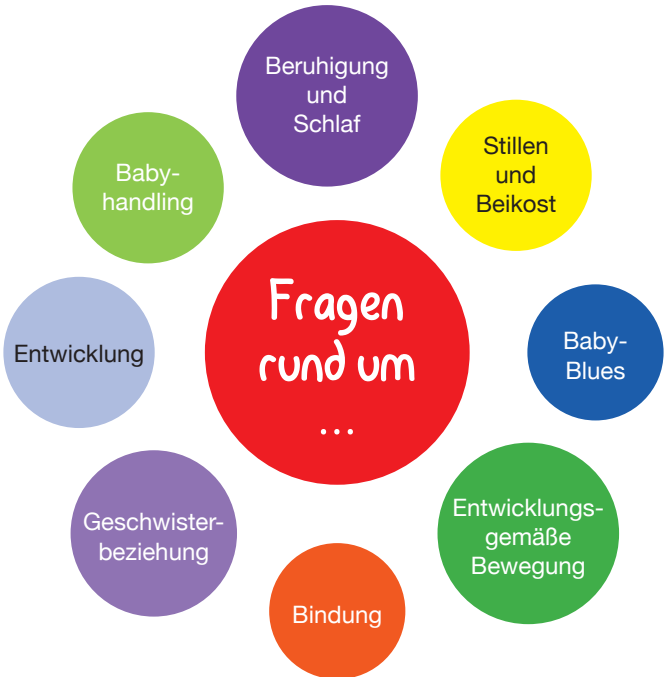 Beruhigung
und
Schlaf
Stillen
und
Beikost
Baby-
handling
Fragen
rund um
...
Entwicklung
Baby-
Blues
Entwicklungs-
gemäße
Bewegung
Geschwister-
beziehung
Bindung